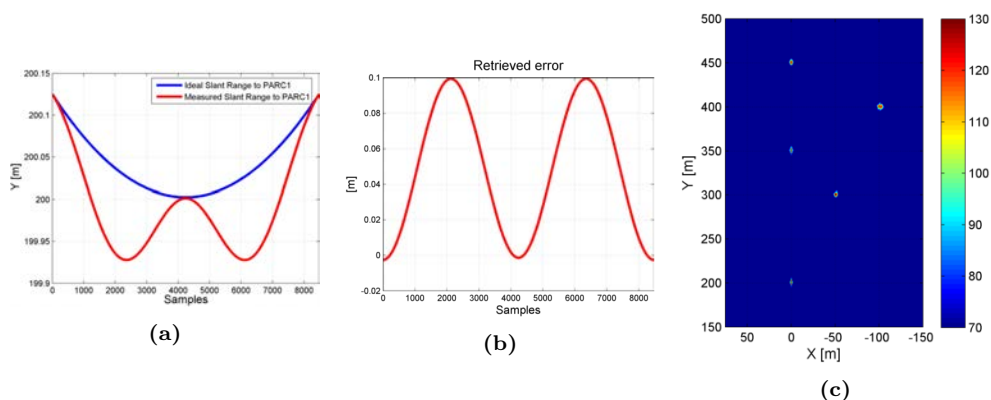 200.15
200.1
200.05
200
199.95
199.9
Y [m]
Ideal Slant Range to PARC1
Measured Slant Range to PARC1
0 1000 2000 3000 4000 5000 6000 7000 8000
Samples
(a)
Retrieved error
0.1
0.08
0.06
0.04
0.02
0
-0.02
[m]
0 1000 2000 3000 4000 5000 6000 7000 8000
Samples
(b)
500
450
400
350
300
250
200
150
Y [m]
50 0 -50 -100 -150
X [m]
130
120
110
100
90
80
70
(c)